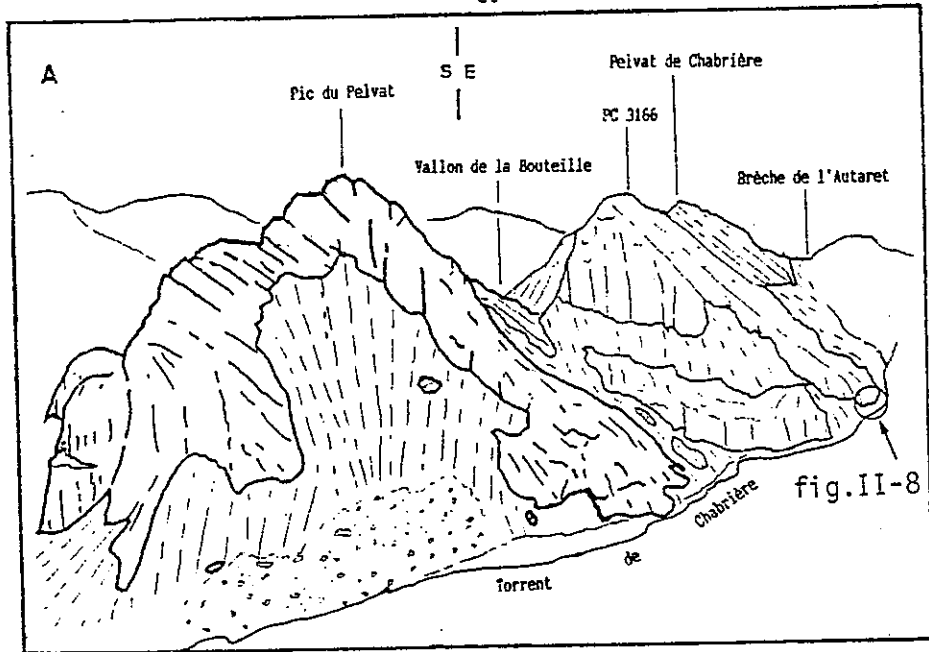 A
S E
Pic du Pelvat
Pelvat de Chabrière
PC 3166
Vallon de la Bouteille
Brèche de l'Autaret
fig.II-8
Torrent de Chabrière